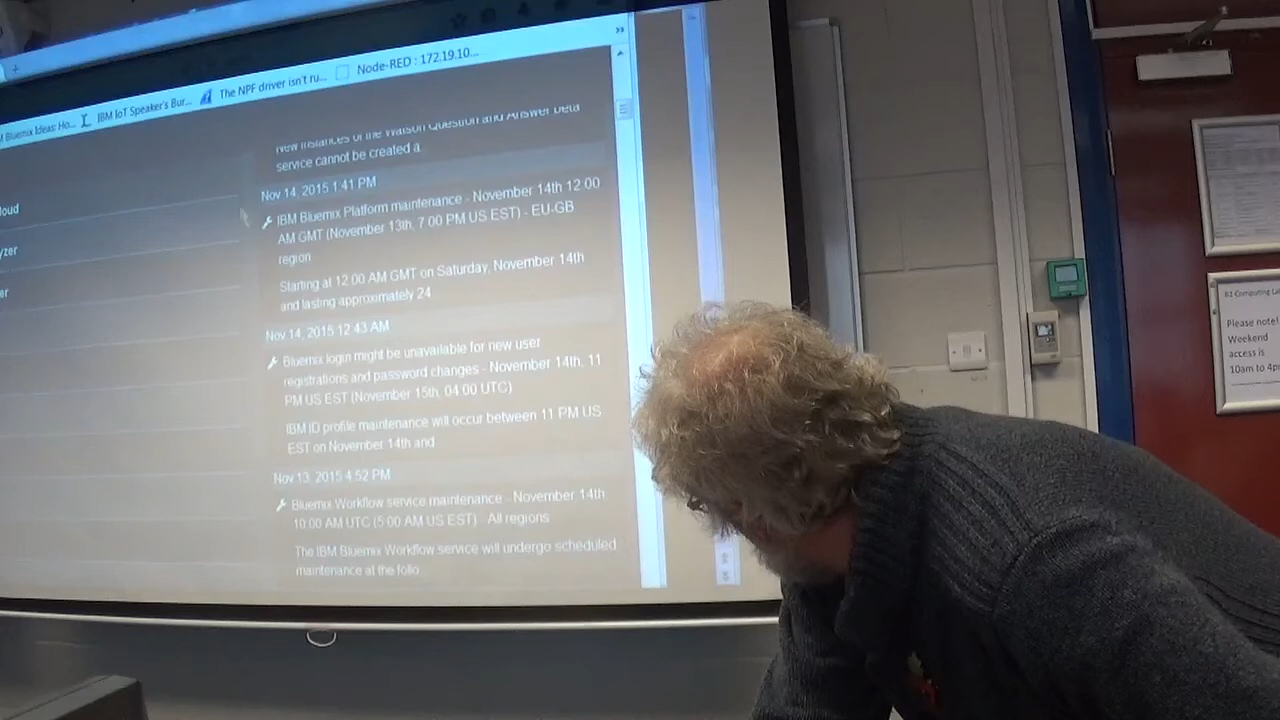 Bluemix Ideas: Ho...
IBM IoT Speaker's Bur...
The NPF driver isn't ru...
Node-RED : 172.19.10...
New instances of the Watson Question and Answer beta
service cannot be created a
Nov 14, 2015 1:41 PM
IBM Bluemix Platform maintenance - November 14th 12:00
AM GMT (November 13th, 7:00 PM US EST) - EU-GB
region
Starting at 12:00 AM GMT on Saturday, November 14th
and lasting approximately 24
Nov 14, 2015 12:43 AM
Bluemix login might be unavailable for new user
registrations and password changes - November 14th, 11
PM US EST (November 15th, 04:00 UTC)
IBM ID profile maintenance will occur between 11 PM US
EST on November 14th and
Nov 13, 2015 4:52 PM
Bluemix Workflow service maintenance - November 14th
10:00 AM UTC (5:00 AM US EST) - All regions
The IBM Bluemix Workflow service will undergo scheduled
maintenance at the follo
loud
yzer
er
Computing La
Please note!
Weekend
access is
10am to 4p